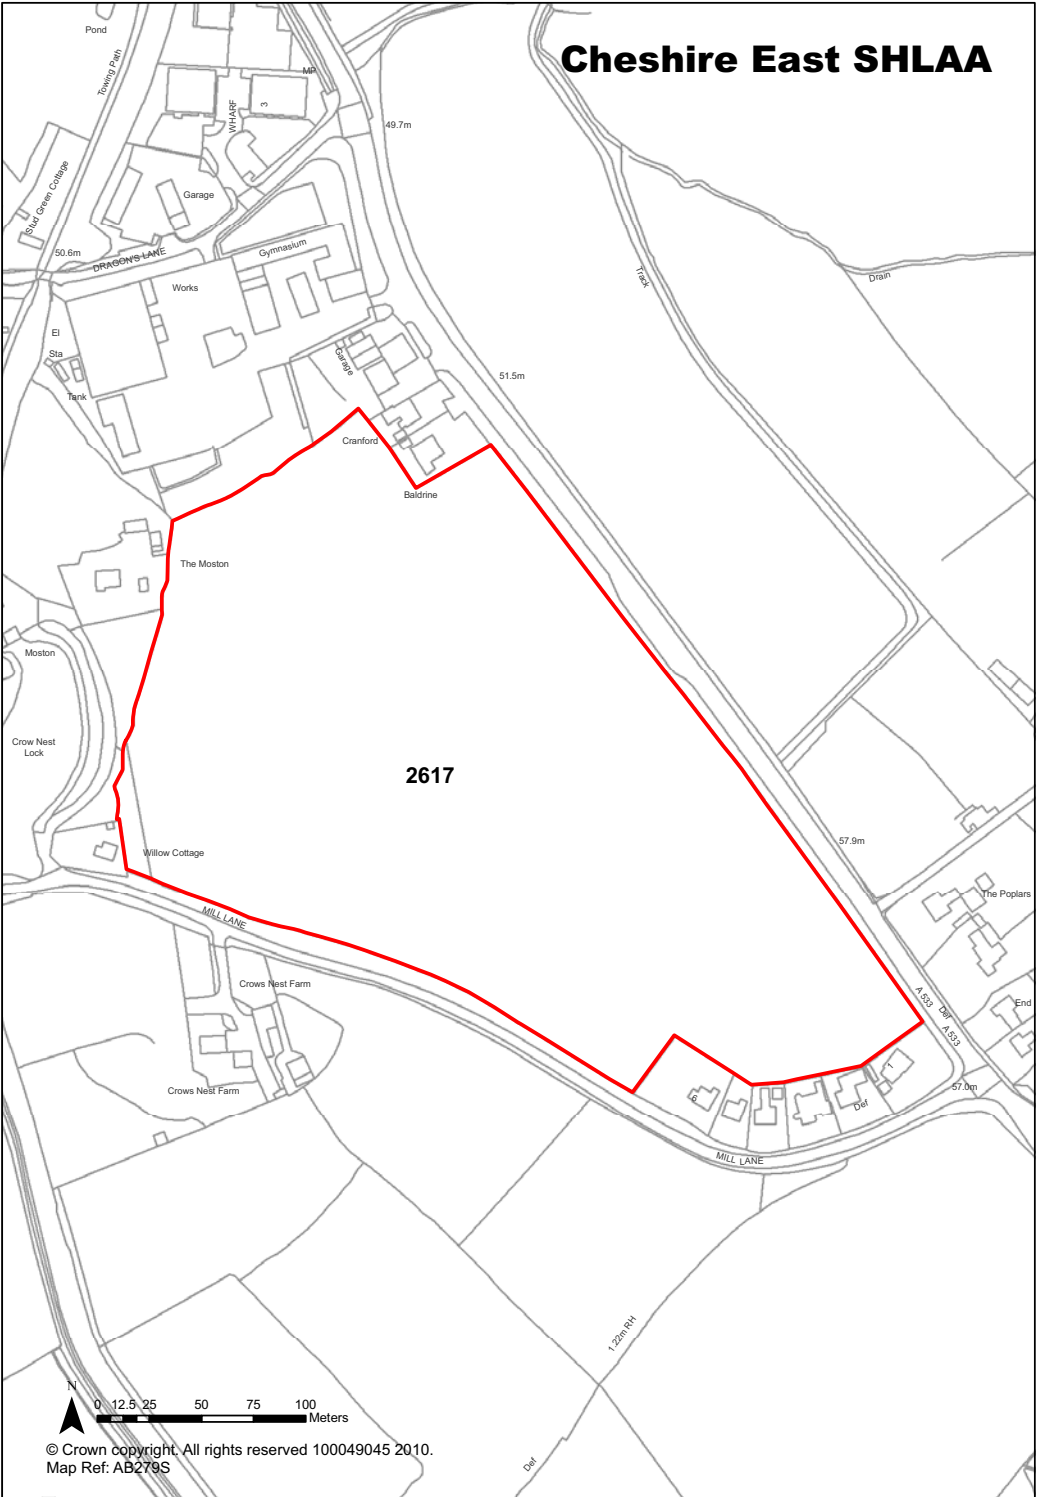 Cheshire East SHLAA
Pond
Towing Path
MP
WHARF
3
49.7m
Stud Green Cottage
Garage
50.6m
DRAGON'S LANE
Gymnasium
Works
Track
Drain
El
Sta
Tank
Garage
51.5m
Cranford
Baldrine
The Moston
Moston
Crow Nest
Lock
2617
Willow Cottage
57.9m
The Poplars
MILL LANE
Crows Nest Farm
A 533
Def
A 533
End
Crows Nest Farm
6
1
Def
57.0m
MILL LANE
1.22m RH
Def
N
0 12.5 25 50 75 100
Meters
© Crown copyright. All rights reserved 100049045 2010.
Map Ref: AB279S